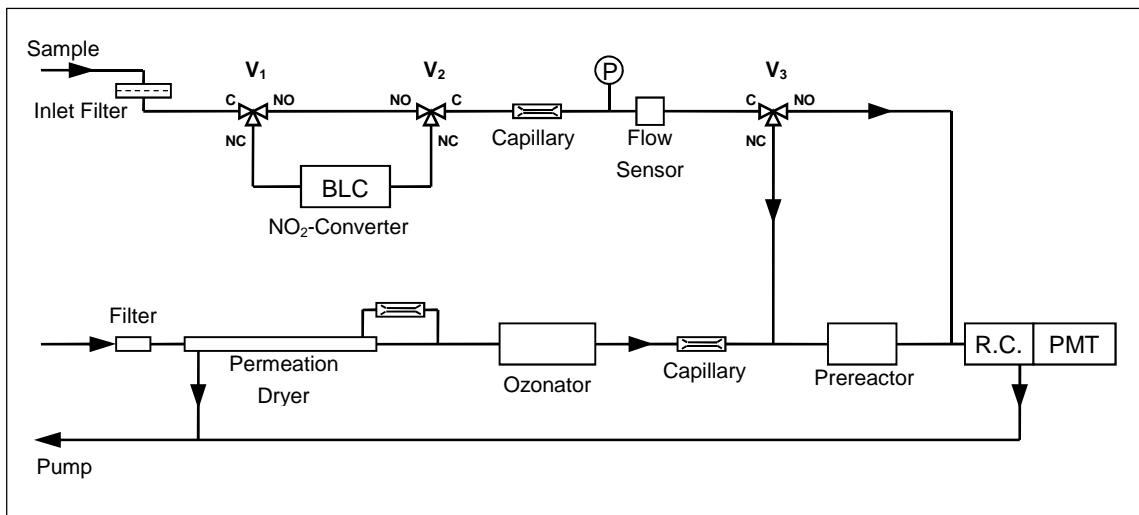 Sample
Inlet Filter
V₁
C
NO
NC
V₂
NO
C
NC
BLC
NO₂-Converter
Capillary
P
Flow
Sensor
V₃
C
NO
NC
Filter
Permeation
Dryer
Ozonator
Capillary
Prereactor
R.C.
PMT
Pump